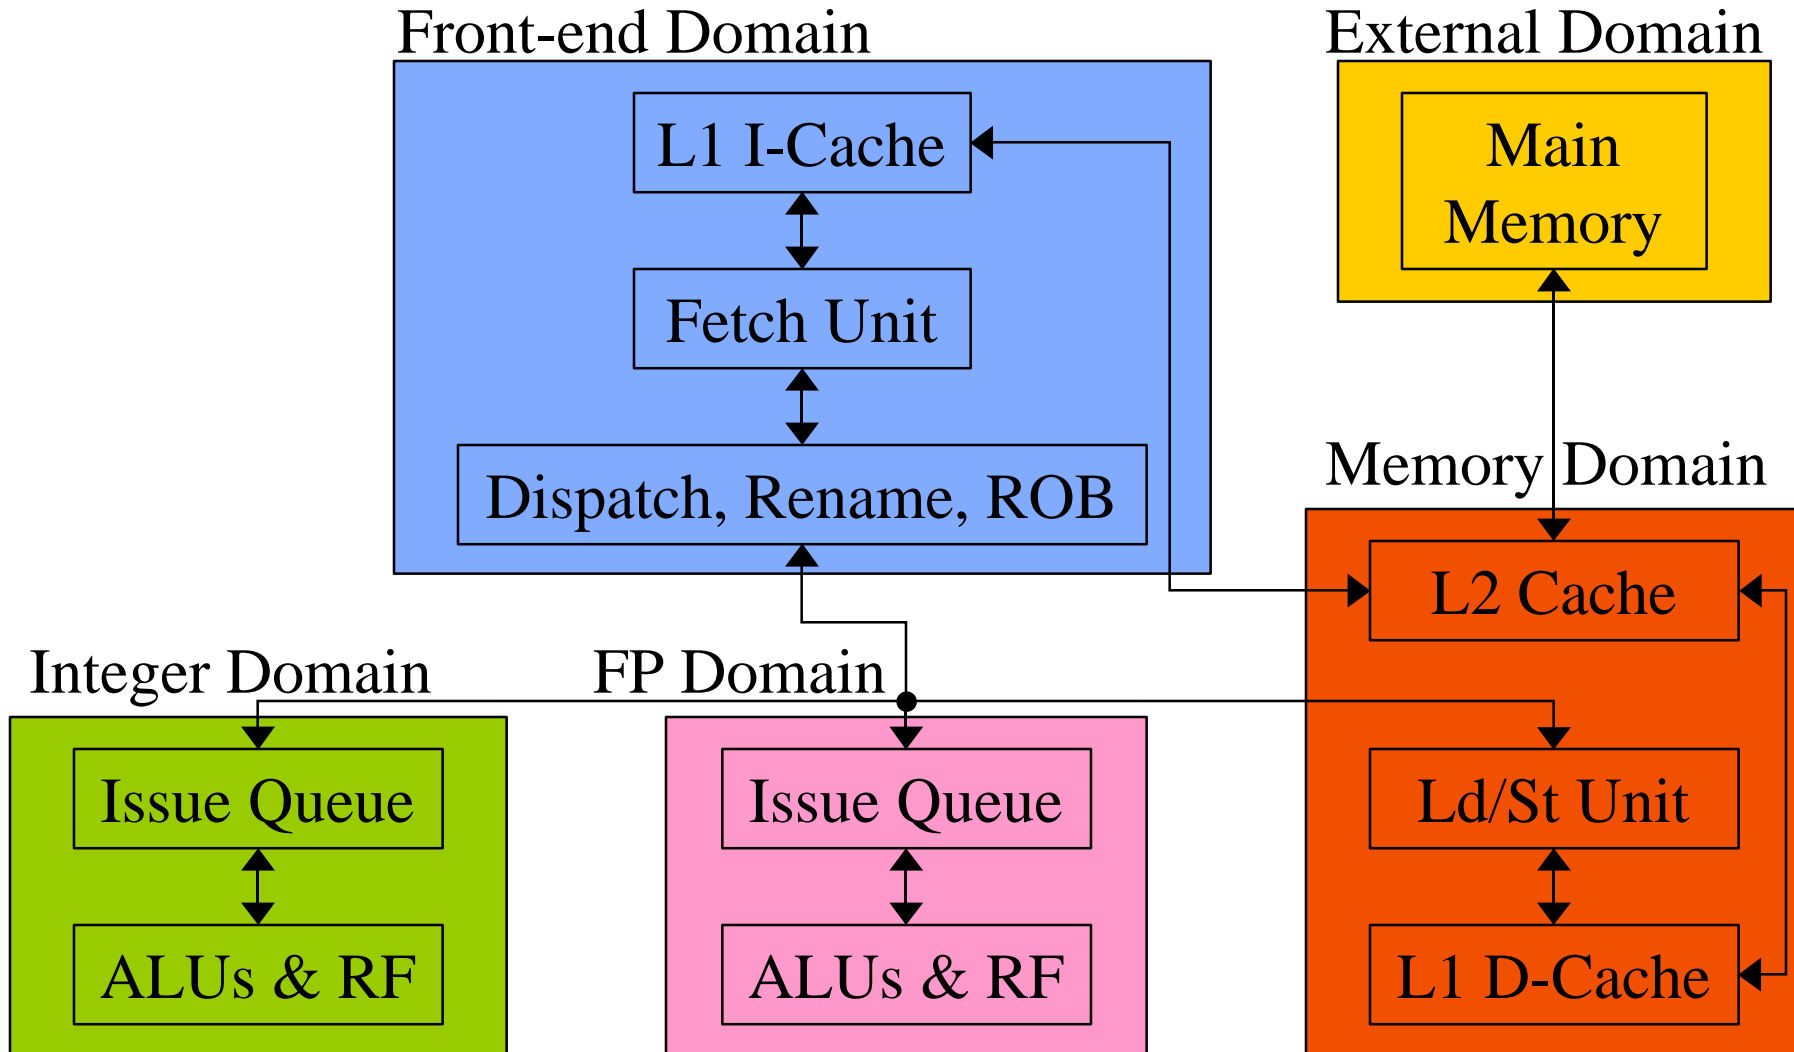 Front-end Domain
L1 I-Cache
Fetch Unit
Dispatch, Rename, ROB
External Domain
Main
Memory
Memory Domain
L2 Cache
Ld/St Unit
L1 D-Cache
Integer Domain
Issue Queue
ALUs & RF
FP Domain
Issue Queue
ALUs & RF